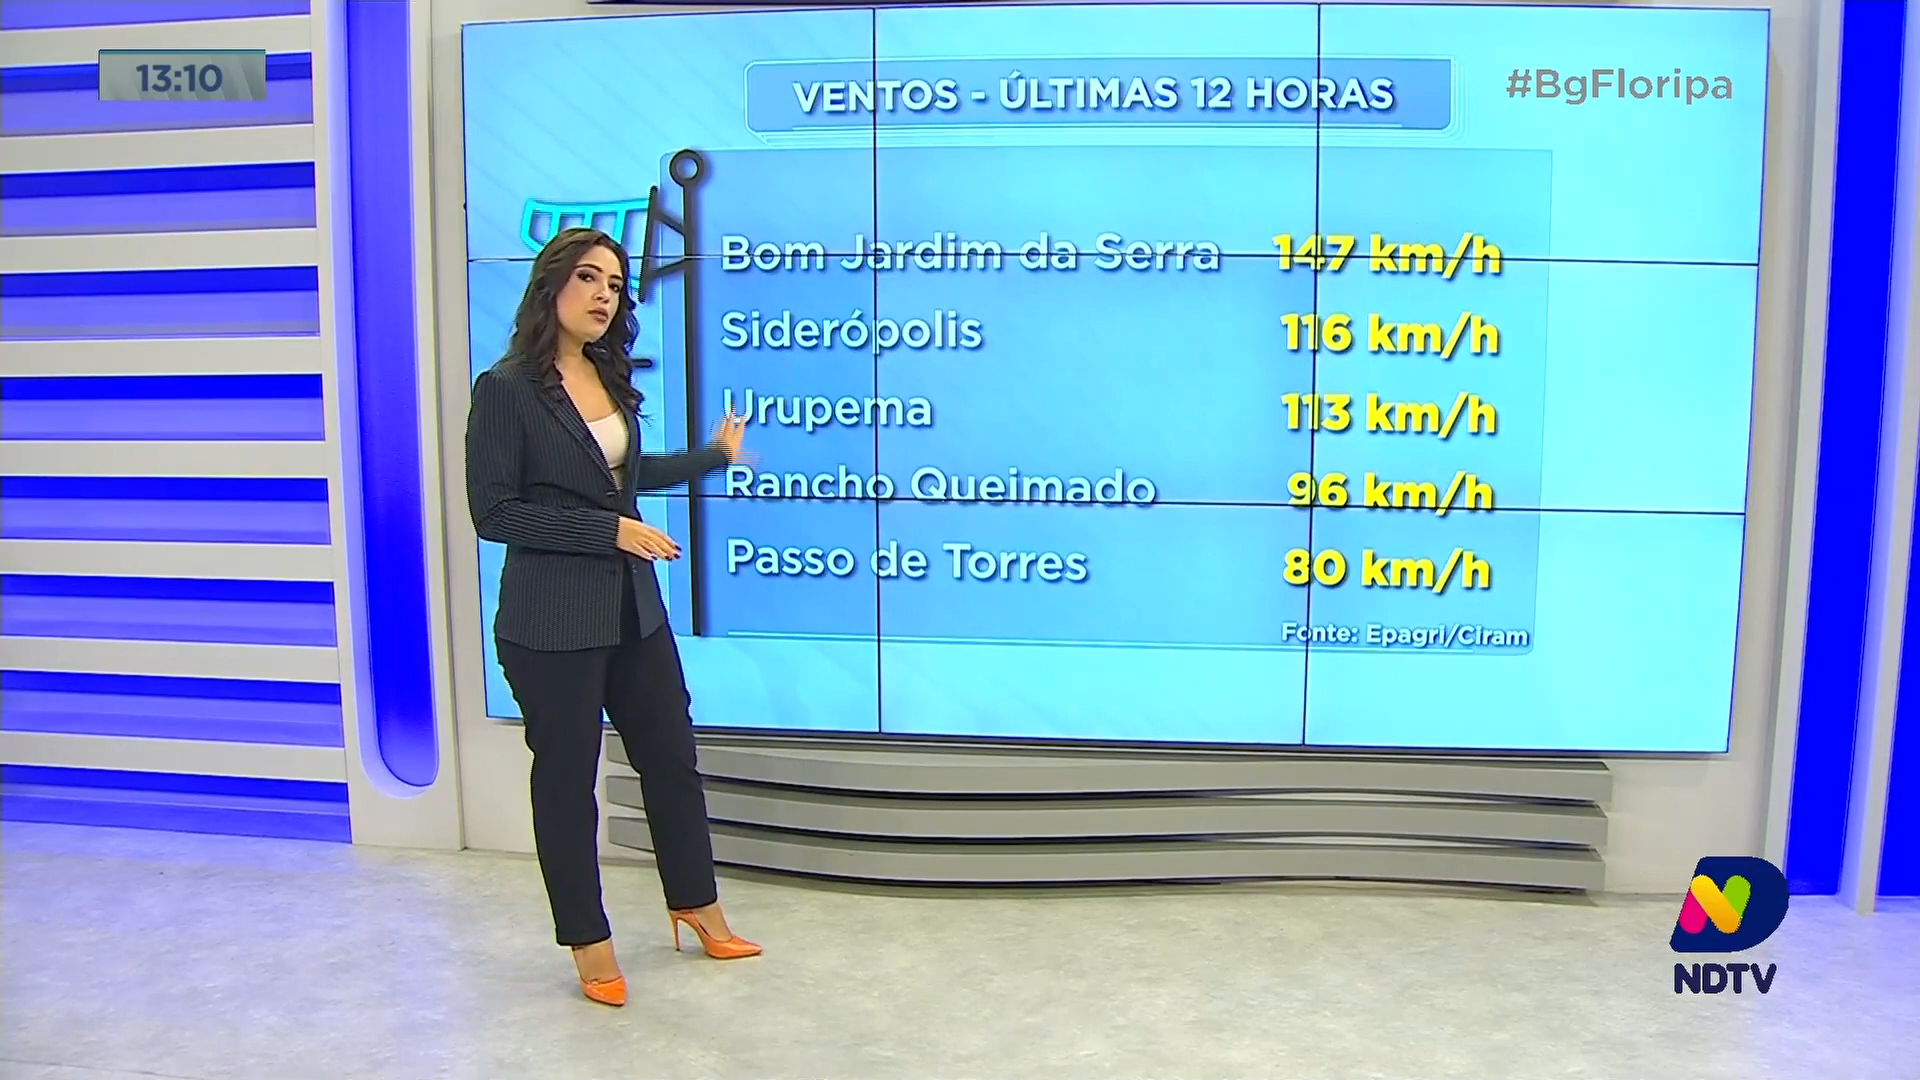 13:10
VENTOS - ÚLTIMAS 12 HORAS
#BgFloripa
Bom Jardim da Serra 147 km/h
Siderópolis 116 km/h
Urupema 113 km/h
Rancho Queimado 96 km/h
Passo de Torres 80 km/h
Fonte: Epagri/Ciram
NDTV